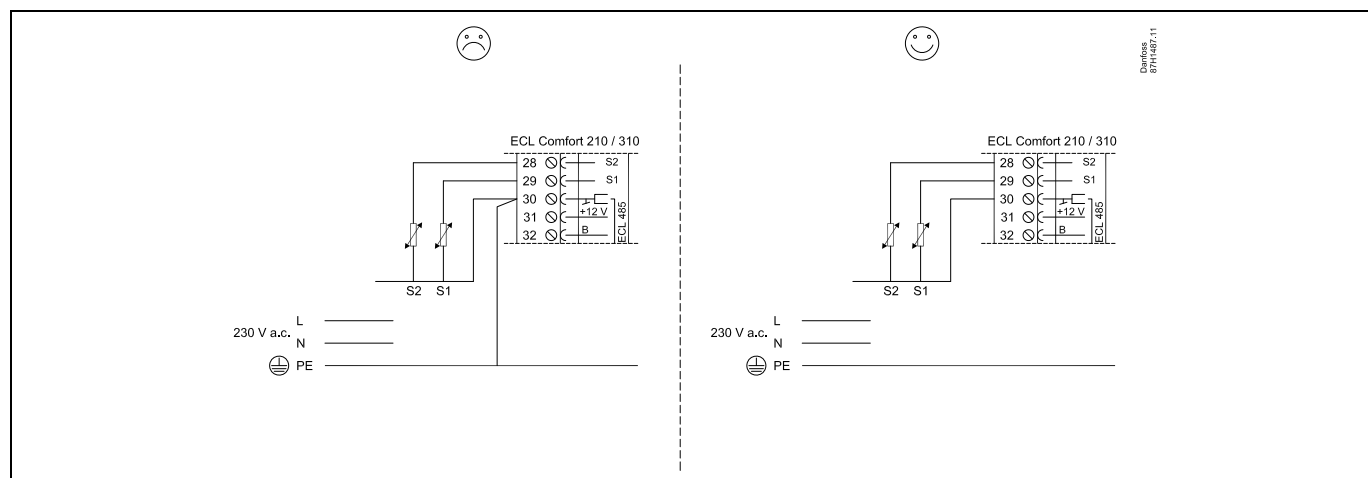 Danfoss
87H1487.11
ECL Comfort 210 / 310
28 S2
29 S1
30
31 +12 V
32 B
ECL 485
S2 S1
230 V a.c.
L
N
PE
ECL Comfort 210 / 310
28 S2
29 S1
30
31 +12 V
32 B
ECL 485
S2 S1
230 V a.c.
L
N
PE